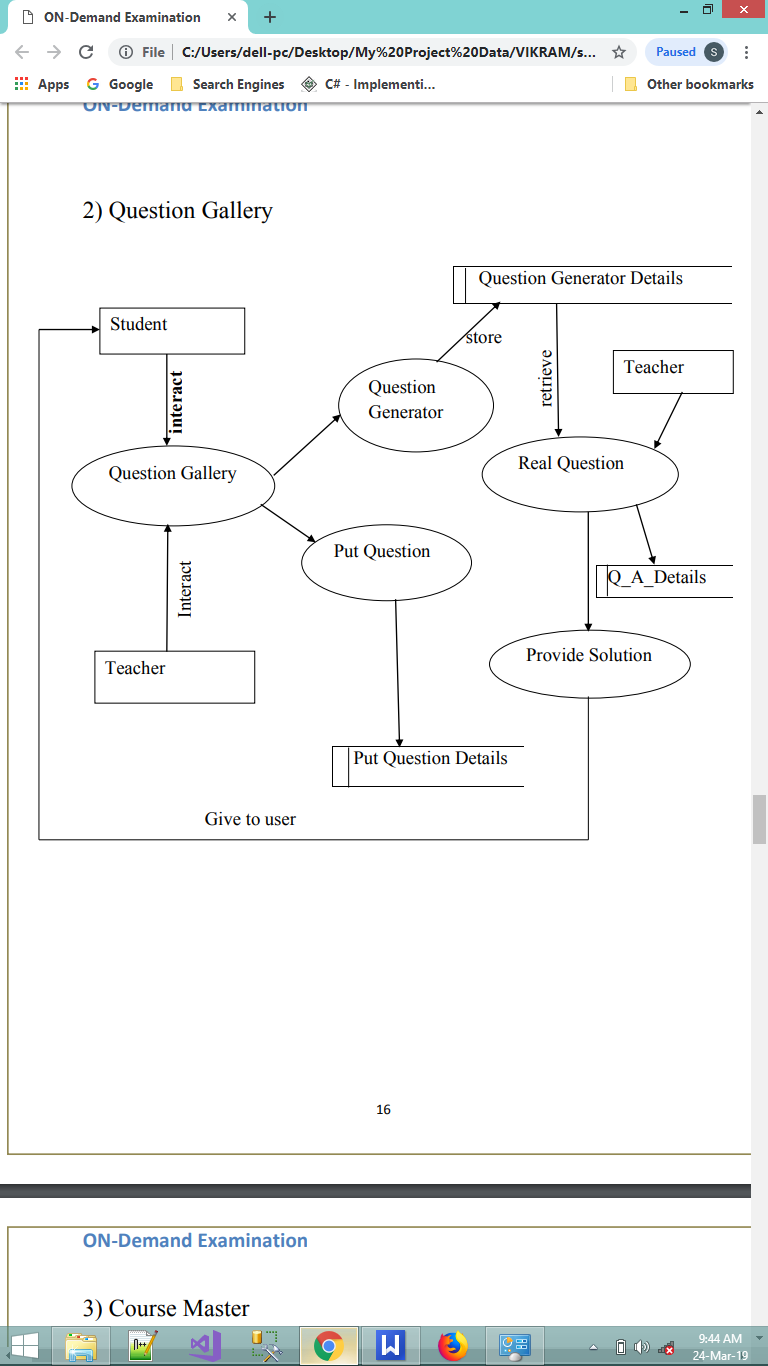 ON-Demand Examination
File C:/Users/dell-pc/Desktop/My%20Project%20Data/VIKRAM/s... Paused S
Apps Google Search Engines C# - Implementi... Other bookmarks
ON-Demand Examination
2) Question Gallery
Question Generator Details
Student
store
Teacher
interact
retrieve
Question
Generator
Question Gallery
Real Question
Put Question
Interact
Q_A_Details
Teacher
Provide Solution
Put Question Details
Give to user
16
ON-Demand Examination
3) Course Master
9:44 AM
24-Mar-19